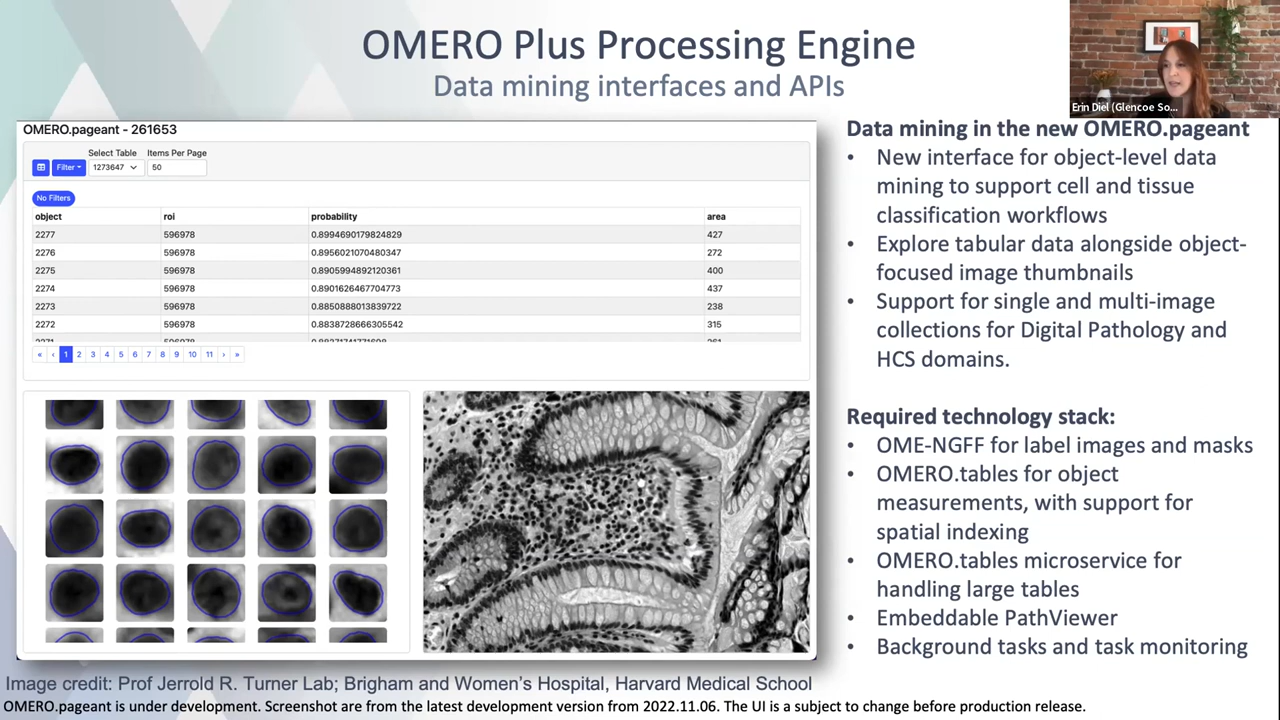 OMERO Plus Processing Engine
Data mining interfaces and APIs
Erin Diel (Glencoe So...
OMERO.pageant - 261653
Select Table
Items Per Page
Filter
1273647
50
No Filters
object roi probability area
2277 596978 0.8994690179824829 427
2276 596978 0.8956021070480347 272
2275 596978 0.8905994892120361 400
2274 596978 0.8901626467704773 437
2273 596978 0.8850888013839722 238
2272 596978 0.8838728666305542 315
« ‹ 1 2 3 4 5 6 7 8 9 10 11 › »
Data mining in the new OMERO.pageant
• New interface for object-level data
mining to support cell and tissue
classification workflows
• Explore tabular data alongside object-
focused image thumbnails
• Support for single and multi-image
collections for Digital Pathology and
HCS domains.
Required technology stack:
• OME-NGFF for label images and masks
• OMERO.tables for object
measurements, with support for
spatial indexing
• OMERO.tables microservice for
handling large tables
• Embeddable PathViewer
• Background tasks and task monitoring
Image credit: Prof Jerrold R. Turner Lab; Brigham and Women's Hospital, Harvard Medical School
OMERO.pageant is under development. Screenshot are from the latest development version from 2022.11.06. The UI is a subject to change before production release.